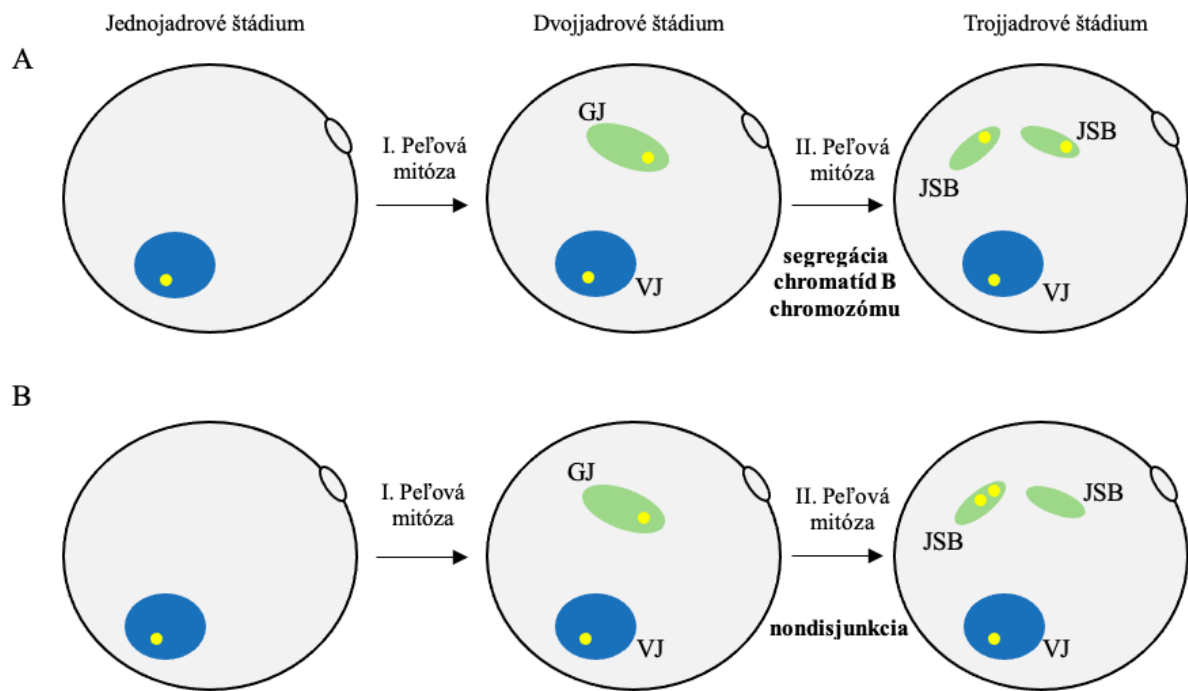 Jednojadrové štádium
Dvojjadrové štádium
Trojjadrové štádium
A
I. Peľová
mitóza
GJ
VJ
II. Peľová
mitóza
segregácia
chromatíd B
chromozómu
JSB
JSB
VJ
B
I. Peľová
mitóza
GJ
VJ
II. Peľová
mitóza
nondisjunkcia
JSB
JSB
VJ